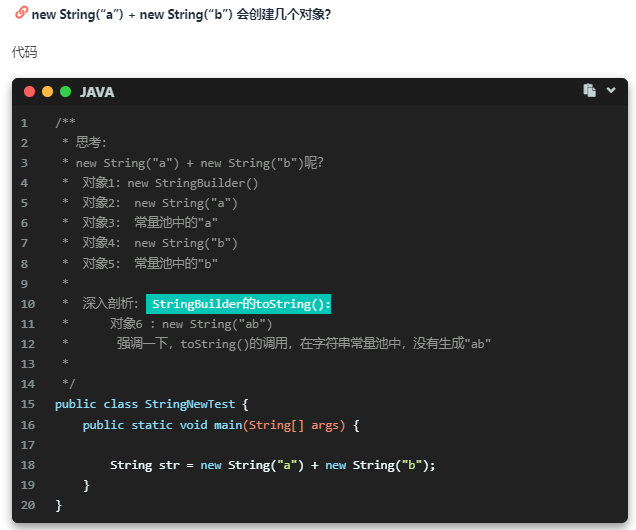 new String(“a”) + new String(“b”) 会创建几个对象?
代码
JAVA
1 /**
2 * 思考:
3 * new String("a") + new String("b")呢?
4 * 对象1: new StringBuilder()
5 * 对象2: new String("a")
6 * 对象3: 常量池中的"a"
7 * 对象4: new String("b")
8 * 对象5: 常量池中的"b"
9 *
10 * 深入剖析: StringBuilder的toString():
11 * 对象6 : new String("ab")
12 * 强调一下, toString()的调用, 在字符串常量池中, 没有生成"ab"
13 *
14 */
15 public class StringNewTest {
16 public static void main(String[] args) {
17
18 String str = new String("a") + new String("b");
19 }
20 }